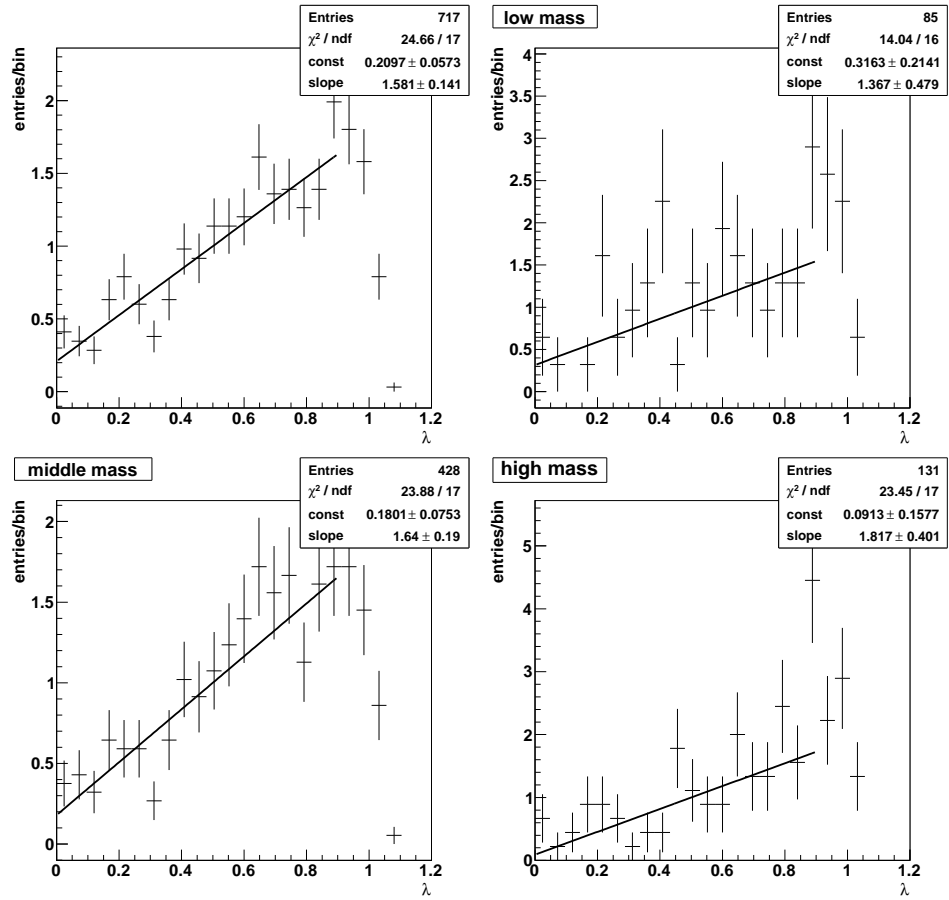 Entries 717
χ² / ndf 24.66 / 17
const 0.2097 ± 0.0573
slope 1.581 ± 0.141
entries/bin
2
1.5
1
0.5
0
0 0.2 0.4 0.6 0.8 1 1.2
λ
low mass
Entries 85
χ² / ndf 14.04 / 16
const 0.3163 ± 0.2141
slope 1.367 ± 0.479
entries/bin
4
3.5
3
2.5
2
1.5
1
0.5
0
0 0.2 0.4 0.6 0.8 1 1.2
λ
middle mass
Entries 428
χ² / ndf 23.88 / 17
const 0.1801 ± 0.0753
slope 1.64 ± 0.19
entries/bin
2
1.5
1
0.5
0
0 0.2 0.4 0.6 0.8 1 1.2
λ
high mass
Entries 131
χ² / ndf 23.45 / 17
const 0.0913 ± 0.1577
slope 1.817 ± 0.401
entries/bin
5
4
3
2
1
0
0 0.2 0.4 0.6 0.8 1 1.2
λ